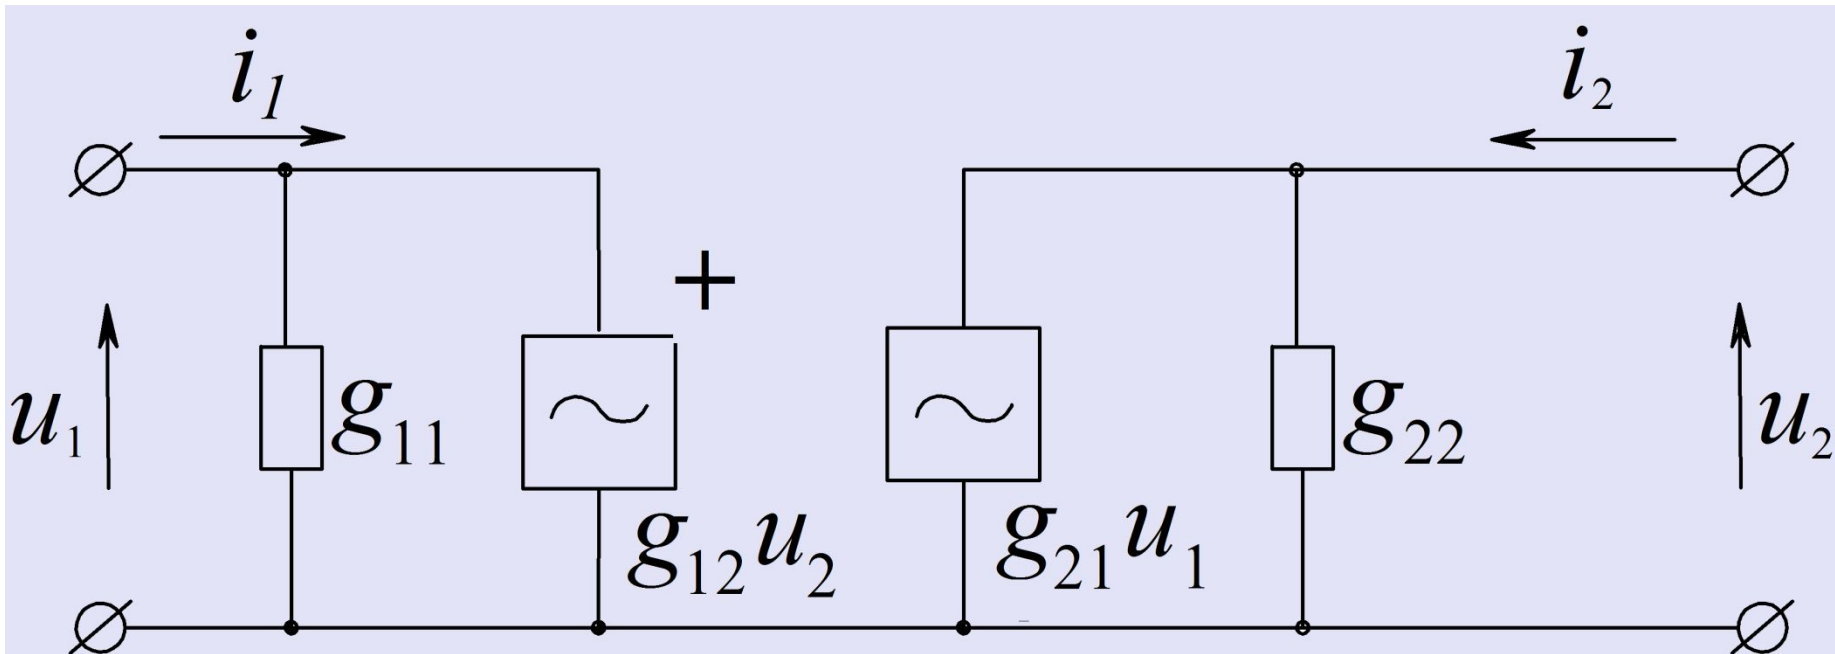 i₁
i₂
+
u₁
g₁₁
g₂₂
u₂
g₁₂u₂
g₂₁u₁